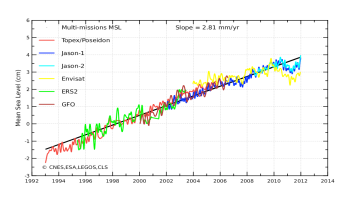 Multi-missions MSL
Slope = 2.81 mm/yr
Topex/Poseidon
Jason-1
Jason-2
Envisat
ERS2
GFO
Mean Sea Level (cm)
6
5
4
3
2
1
0
-1
-2
-3
© CNES,ESA,LEGOS,CLS
1992 1994 1996 1998 2000 2002 2004 2006 2008 2010 2012 2014